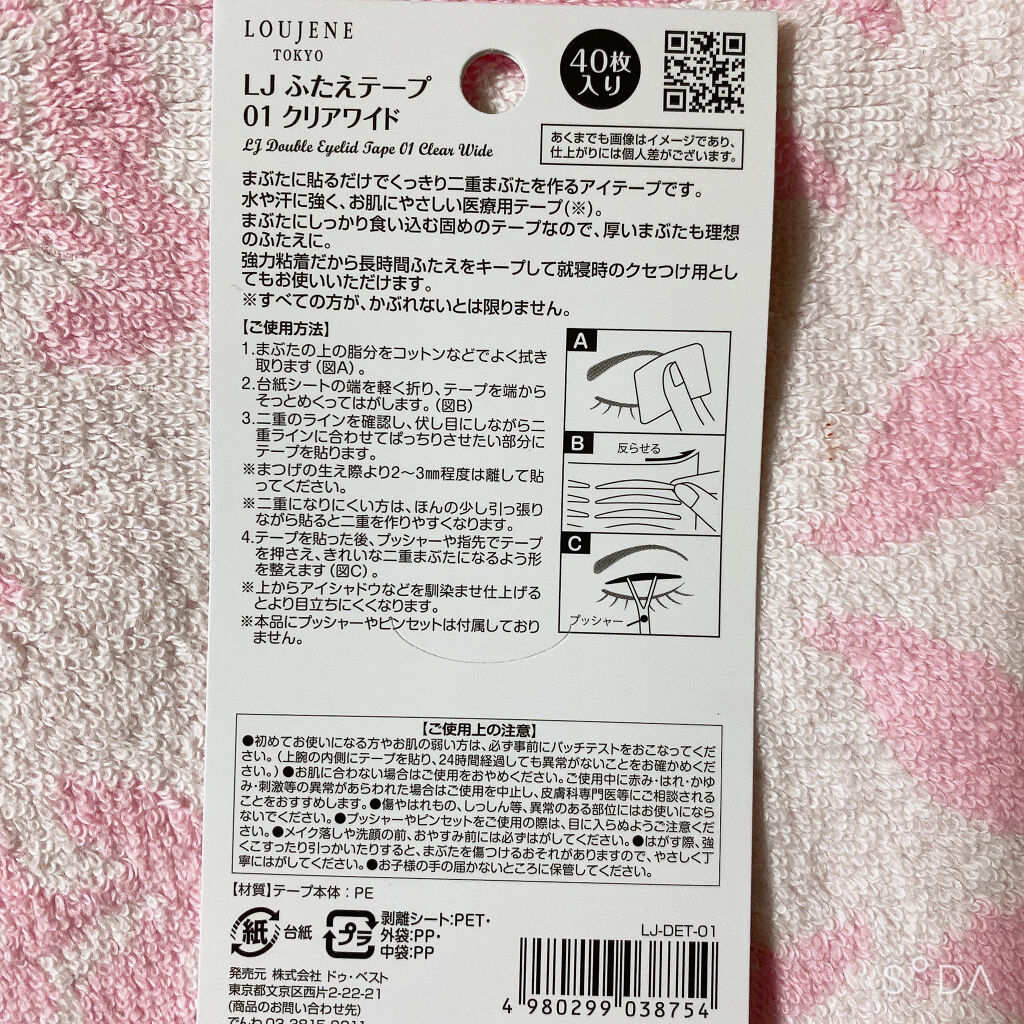 LOUJENE
TOKYO
LJ ふたえテープ
01 クリアワイド
LJ Double Eyelid Tape 01 Clear Wide
40枚
入り
あくまでも画像はイメージであり、
仕上がりには個人差がございます。
まぶたに貼るだけでくっきり二重まぶたを作るアイテープです。
水や汗に強く、お肌にやさしい医療用テープ(※)。
まぶたにしっかり食い込む固めのテープなので、厚いまぶたも理想
のふたえに。
強力粘着だから長時間ふたえをキープして就寝時のクセつけ用とし
てもお使いいただけます。
※すべての方が、かぶれないとは限りません。
【ご使用方法】
1.まぶたの上の脂分をコットンなどでよく拭き
取ります(図A)。
2.台紙シートの端を軽く折り、テープを端から
そっとめくってはがします。(図B)
3.二重のラインを確認し、伏し目にしながら二
重ラインに合わせてぱっちりさせたい部分に
テープを貼ります。
※まつげの生え際より2〜3㎜程度は離して貼
ってください。
※二重になりにくい方は、ほんの少し引っ張り
ながら貼ると二重を作りやすくなります。
4.テープを貼った後、プッシャーや指先でテープ
を押さえ、きれいな二重まぶたになるよう形
を整えます(図C)。
※上からアイシャドウなどを馴染ませ仕上げる
とより目立ちにくくなります。
※本品にプッシャーやピンセットは付属しており
ません。
A
B
反らせる
C
プッシャー
【ご使用上の注意】
●初めてお使いになる方やお肌の弱い方は、必ず事前にパッチテストをおこなってくだ
さい。(上腕の内側にテープを貼り、24時間経過しても異常がないことをお確かめくだ
さい。)●お肌に合わない場合はご使用をおやめください。ご使用中に赤み・はれ・かゆ
み・刺激等の異常があらわれた場合はご使用を中止し、皮膚科専門医等にご相談される
ことをおすすめします。●傷やはれもの、しっしん等、異常のある部位にはお使いになら
ないでください。●プッシャーやピンセットをご使用の際は、目に入らぬようご注意くださ
い。●メイク落しや洗顔の前、おやすみ前には必ずはがしてください。●はがす際、強
くこすったり引っかいたりすると、まぶたを傷つけるおそれがありますので、やさしく丁
寧にはがしてください。●お子様の手の届かないところに保管してください。
【材質】テープ本体：PE
紙
台紙
プラ
剥離シート:PET・
外袋:PP・
中袋:PP
LJ-DET-01
発売元 株式会社 ドゥ・ベスト
東京都文京区西片2-22-21
(商品のお問い合わせ先)
でんわ 03-3815-0011
4 980299 038754